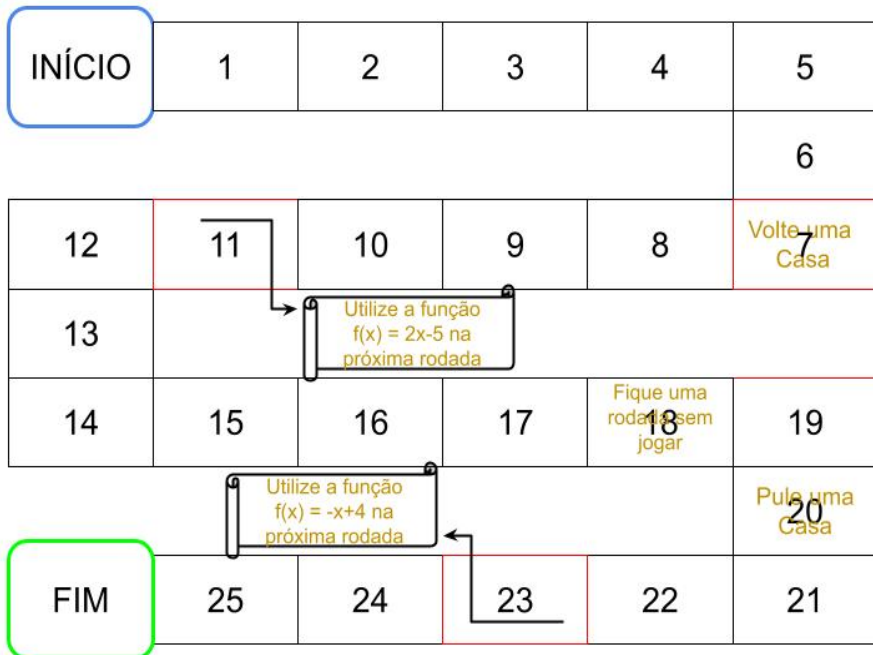 INÍCIO 1 2 3 4 5
6
12 11 10 9 8 7
Volte uma
Casa
13
Utilize a função
f(x) = 2x-5 na
próxima rodada
14 15 16 17 18 19
Fique uma
rodada sem
jogar
Utilize a função
f(x) = -x+4 na
próxima rodada
20
Pule uma
Casa
FIM 25 24 23 22 21